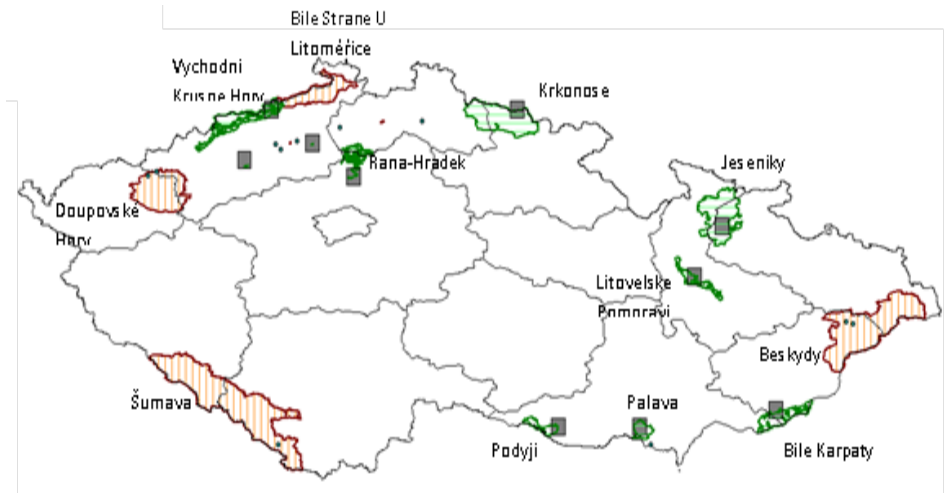 Bile Strane U
Litoměřice
Vychodni
Krusne Hory
Krkonose
Rana-Hradek
Jeseniky
Doupovské
Hory
Litovelske
Pomoravi
Beskydy
Šumava
Palava
Podyji
Bile Karpaty